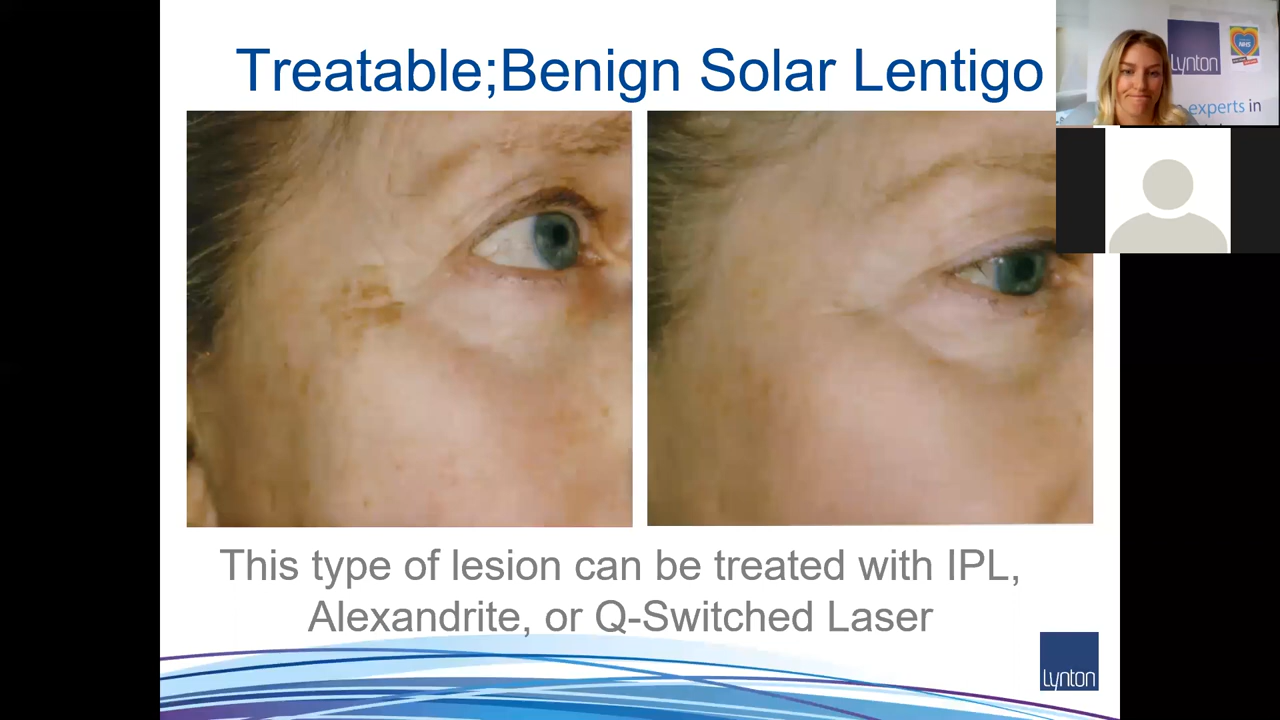 Treatable;Benign Solar Lentigo
Lynton
NHS
experts in
This type of lesion can be treated with IPL,
Alexandrite, or Q-Switched Laser
Lynton